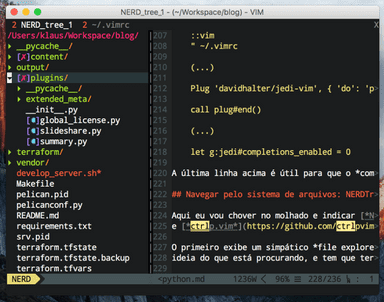 NERD_tree_1 - (~/Workspace/blog) - VIM
2 NERD_tree_1  2 ~/.vimrc  X
/Users/klaus/Workspace/blog/
▸ __pycache__/
▸ [✗]content/
▸ output/
[✗]plugins/
▸ __pycache__/
▸ extended_meta/
__init__.py
[✹]global_license.py
[✹]slideshare.py
[✹]summary.py
▸ terraform/
▸ vendor/
develop_server.sh*
Makefile
pelican.pid
pelicanconf.py
README.md
requirements.txt
srv.pid
terraform.tfstate
terraform.tfstate.backup
terraform.tfvars
NERD
207 ::vim
208 " ~/.vimrc
209
210 (...)
211
212 Plug 'davidhalter/jedi-vim', { 'do': 'p
213
214 call plug#end()
215
216 (...)
217
218 let g:jedi#completions_enabled = 0
219
220 A última linha acima é útil para que o *com
221
222 ## Navegar pelo sistema de arquivos: NERDTr
223
224 Aqui eu vou chover no molhado e indicar [*N
225 e [*ctrlp.vim*](https://github.com/ctrlpvim
226
227 O primeiro exibe um simpático *file explore
228 ideia do que está procurando, e tem que ter
<python.md  1236W  96%  228/236  :  1